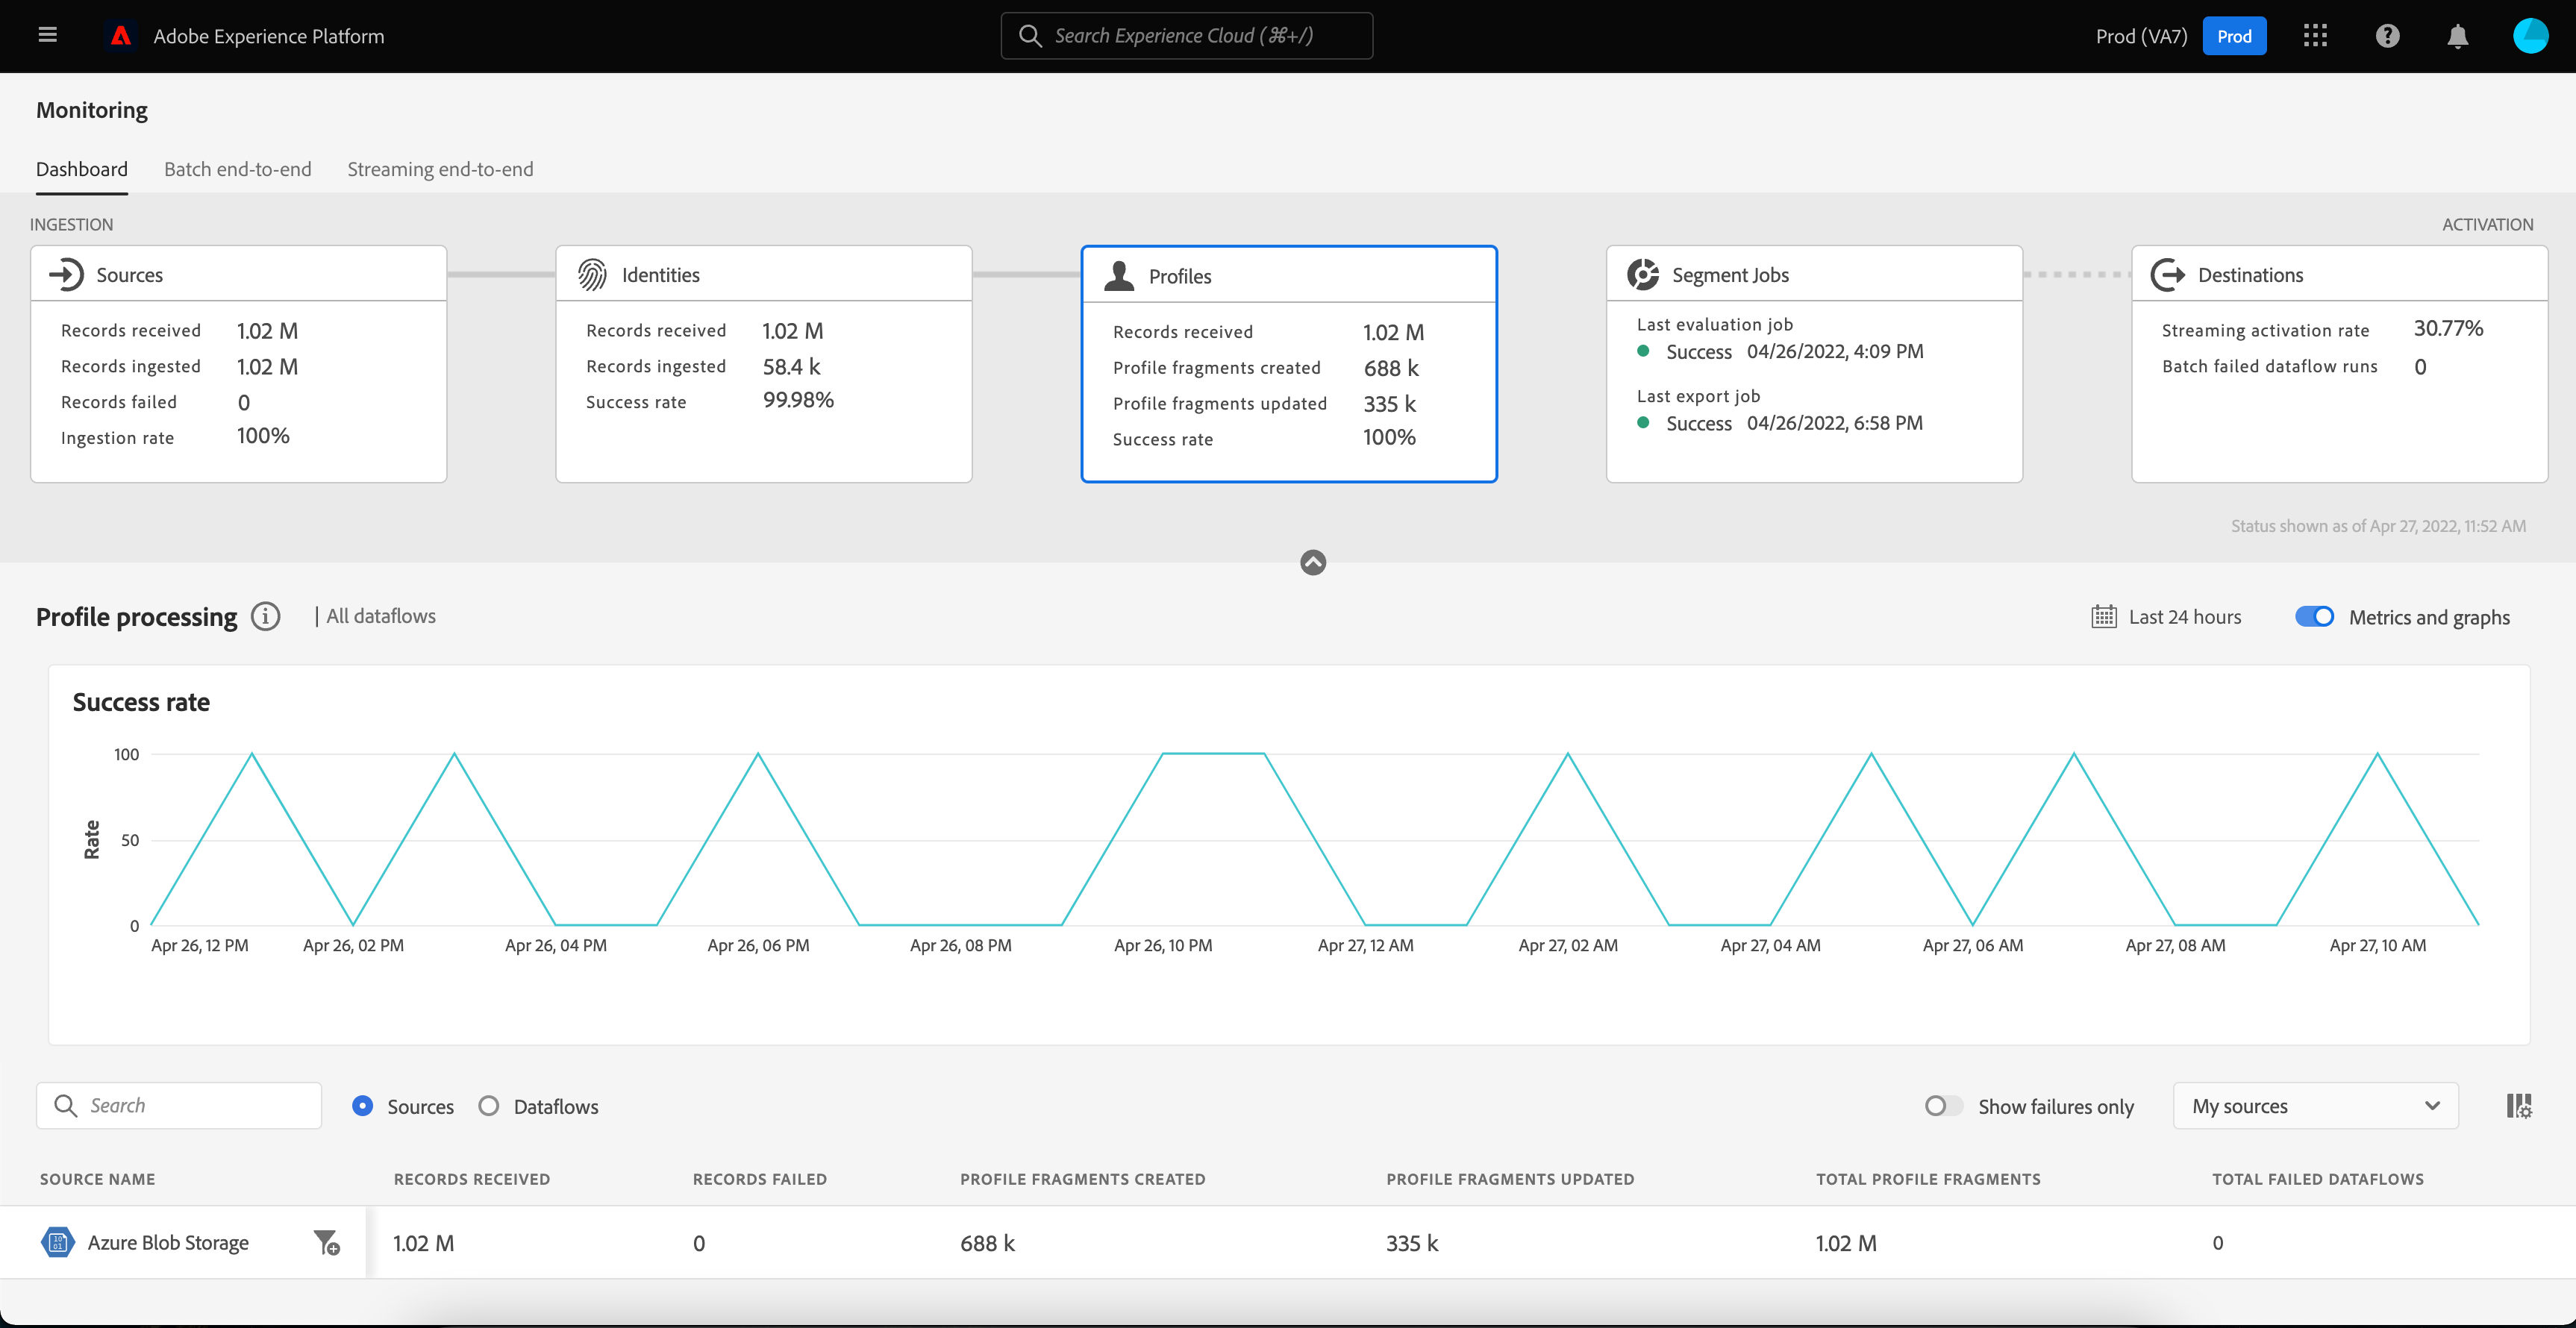 Adobe Experience Platform
Search Experience Cloud (⌘+/)
Prod (VA7)
Prod
Monitoring
Dashboard
Batch end-to-end
Streaming end-to-end
INGESTION
ACTIVATION
Sources
Records received 1.02 M
Records ingested 1.02 M
Records failed 0
Ingestion rate 100%
Identities
Records received 1.02 M
Records ingested 58.4 k
Success rate 99.98%
Profiles
Records received 1.02 M
Profile fragments created 688 k
Profile fragments updated 335 k
Success rate 100%
Segment Jobs
Last evaluation job
Success 04/26/2022, 4:09 PM
Last export job
Success 04/26/2022, 6:58 PM
Destinations
Streaming activation rate 30.77%
Batch failed dataflow runs 0
Status shown as of Apr 27, 2022, 11:52 AM
Profile processing
| All dataflows
Last 24 hours
Metrics and graphs
Success rate
Rate
100
50
0
Apr 26, 12 PM
Apr 26, 02 PM
Apr 26, 04 PM
Apr 26, 06 PM
Apr 26, 08 PM
Apr 26, 10 PM
Apr 27, 12 AM
Apr 27, 02 AM
Apr 27, 04 AM
Apr 27, 06 AM
Apr 27, 08 AM
Apr 27, 10 AM
Search
Sources
Dataflows
Show failures only
My sources
SOURCE NAME RECORDS RECEIVED RECORDS FAILED PROFILE FRAGMENTS CREATED PROFILE FRAGMENTS UPDATED TOTAL PROFILE FRAGMENTS TOTAL FAILED DATAFLOWS
Azure Blob Storage 1.02 M 0 688 k 335 k 1.02 M 0